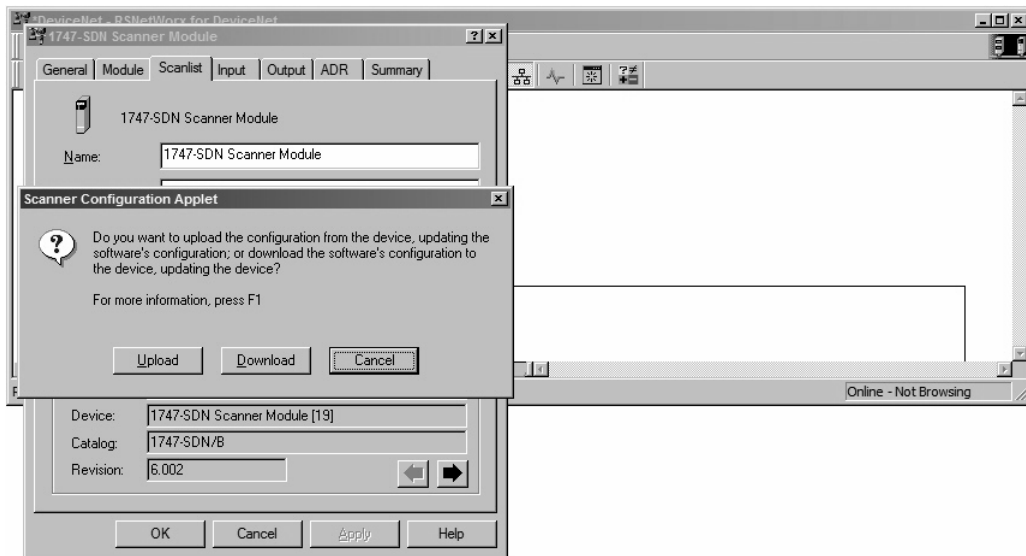 *DeviceNet - RSNetWorx for DeviceNet
1747-SDN Scanner Module
General Module Scanlist Input Output ADR Summary
1747-SDN Scanner Module
Name: 1747-SDN Scanner Module
Scanner Configuration Applet
Do you want to upload the configuration from the device, updating the
software's configuration; or download the software's configuration to
the device, updating the device?
For more information, press F1
Upload Download Cancel
Online - Not Browsing
Device: 1747-SDN Scanner Module [19]
Catalog: 1747-SDN/B
Revision: 6.002
OK Cancel Apply Help